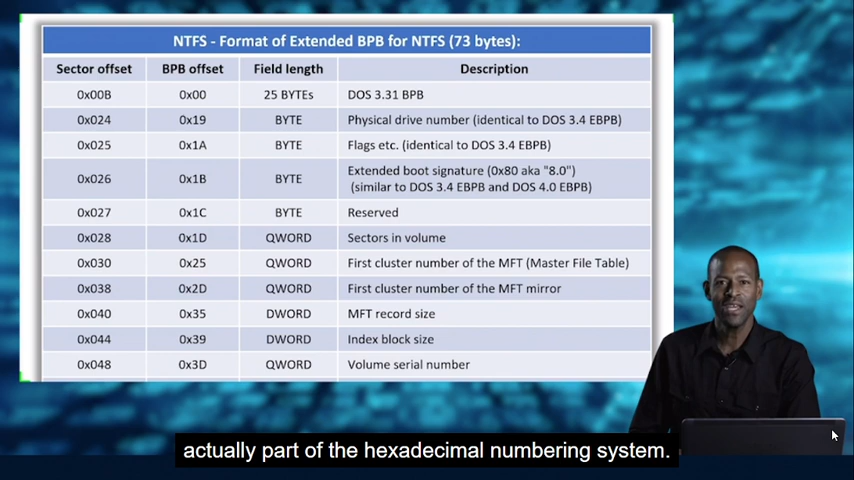 NTFS - Format of Extended BPB for NTFS (73 bytes):
Sector offset BPB offset Field length Description
0x00B 0x00 25 BYTEs DOS 3.31 BPB
0x024 0x19 BYTE Physical drive number (identical to DOS 3.4 EBPB)
0x025 0x1A BYTE Flags etc. (identical to DOS 3.4 EBPB)
0x026 0x1B BYTE Extended boot signature (0x80 aka "8.0")
(similar to DOS 3.4 EBPB and DOS 4.0 EBPB)
0x027 0x1C BYTE Reserved
0x028 0x1D QWORD Sectors in volume
0x030 0x25 QWORD First cluster number of the MFT (Master File Table)
0x038 0x2D QWORD First cluster number of the MFT mirror
0x040 0x35 DWORD MFT record size
0x044 0x39 DWORD Index block size
0x048 0x3D QWORD Volume serial number
actually part of the hexadecimal numbering system.